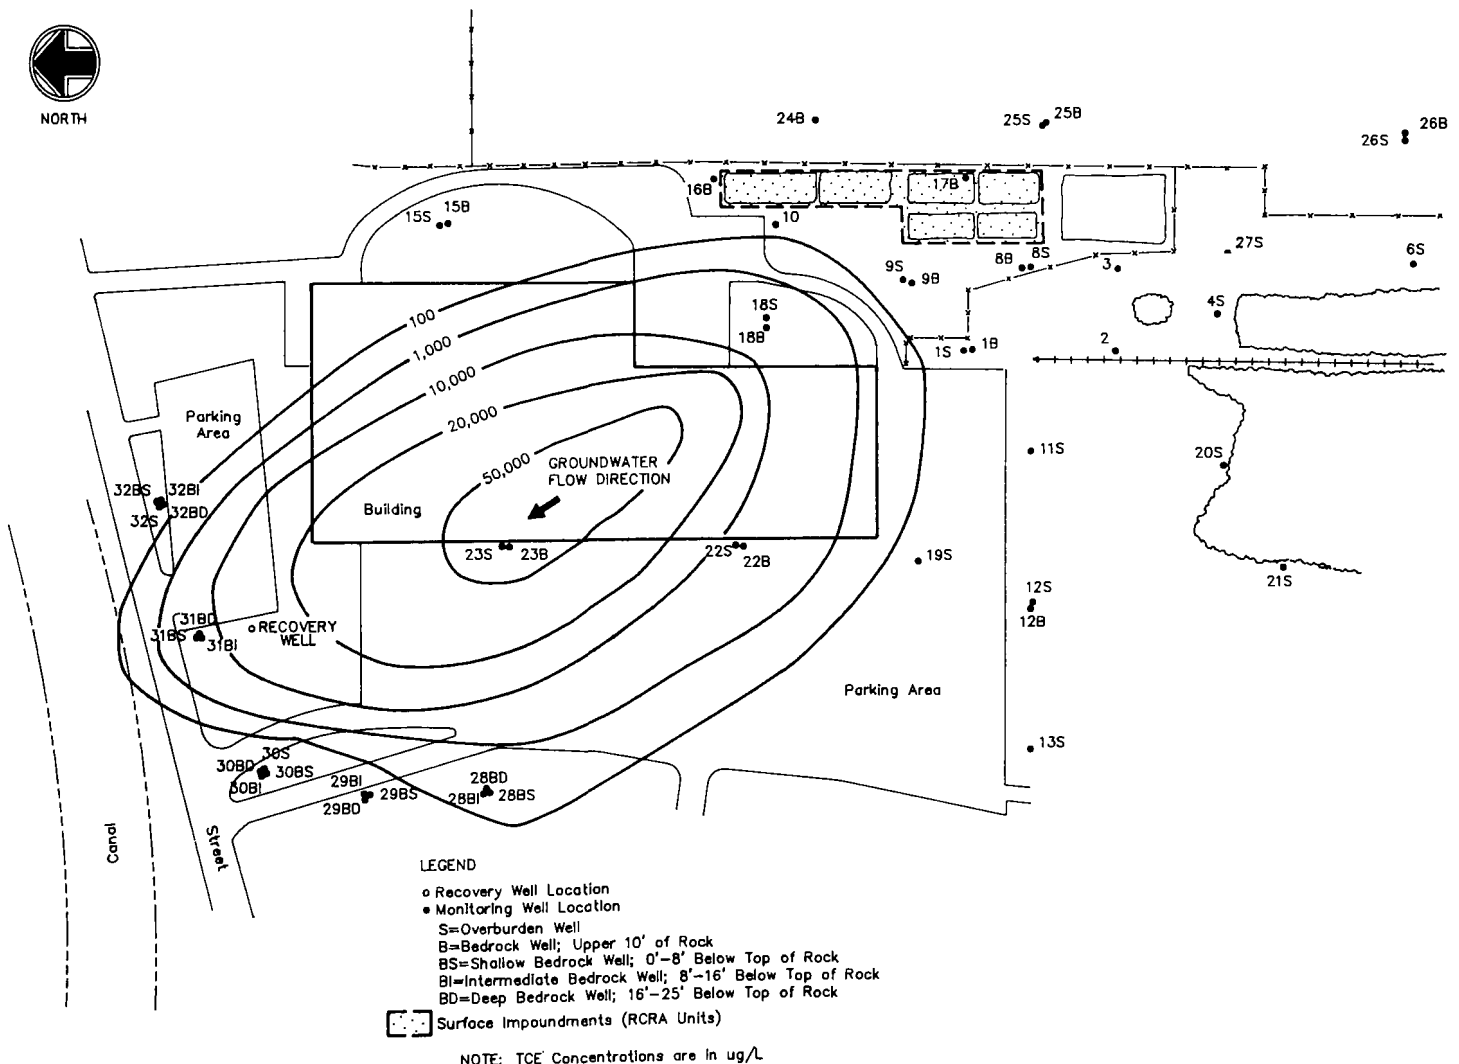 NORTH
24B
25S
25B
26S
26B
16B
17B
15S
15B
10
9S
9B
8B
8S
3
27S
6S
18S
18B
1S
1B
2
4S
100
1,000
10,000
20,000
50,000
Parking
Area
GROUNDWATER
FLOW DIRECTION
Building
11S
20S
32BS
32BI
32S
32BD
23S
23B
22S
22B
19S
21S
12S
12B
31BD
31BS
31BI
RECOVERY
WELL
Parking Area
13S
30S
30BD
30BS
30BI
29BI
29BS
29BD
28BD
28BI
28BS
Canal
Street
LEGEND
Recovery Well Location
Monitoring Well Location
S=Overburden Well
B=Bedrock Well; Upper 10' of Rock
BS=Shallow Bedrock Well; 0'-8' Below Top of Rock
BI=Intermediate Bedrock Well; 8'-16' Below Top of Rock
BD=Deep Bedrock Well; 16'-25' Below Top of Rock
Surface Impoundments (RCRA Units)
NOTE: TCE Concentrations are in ug/L